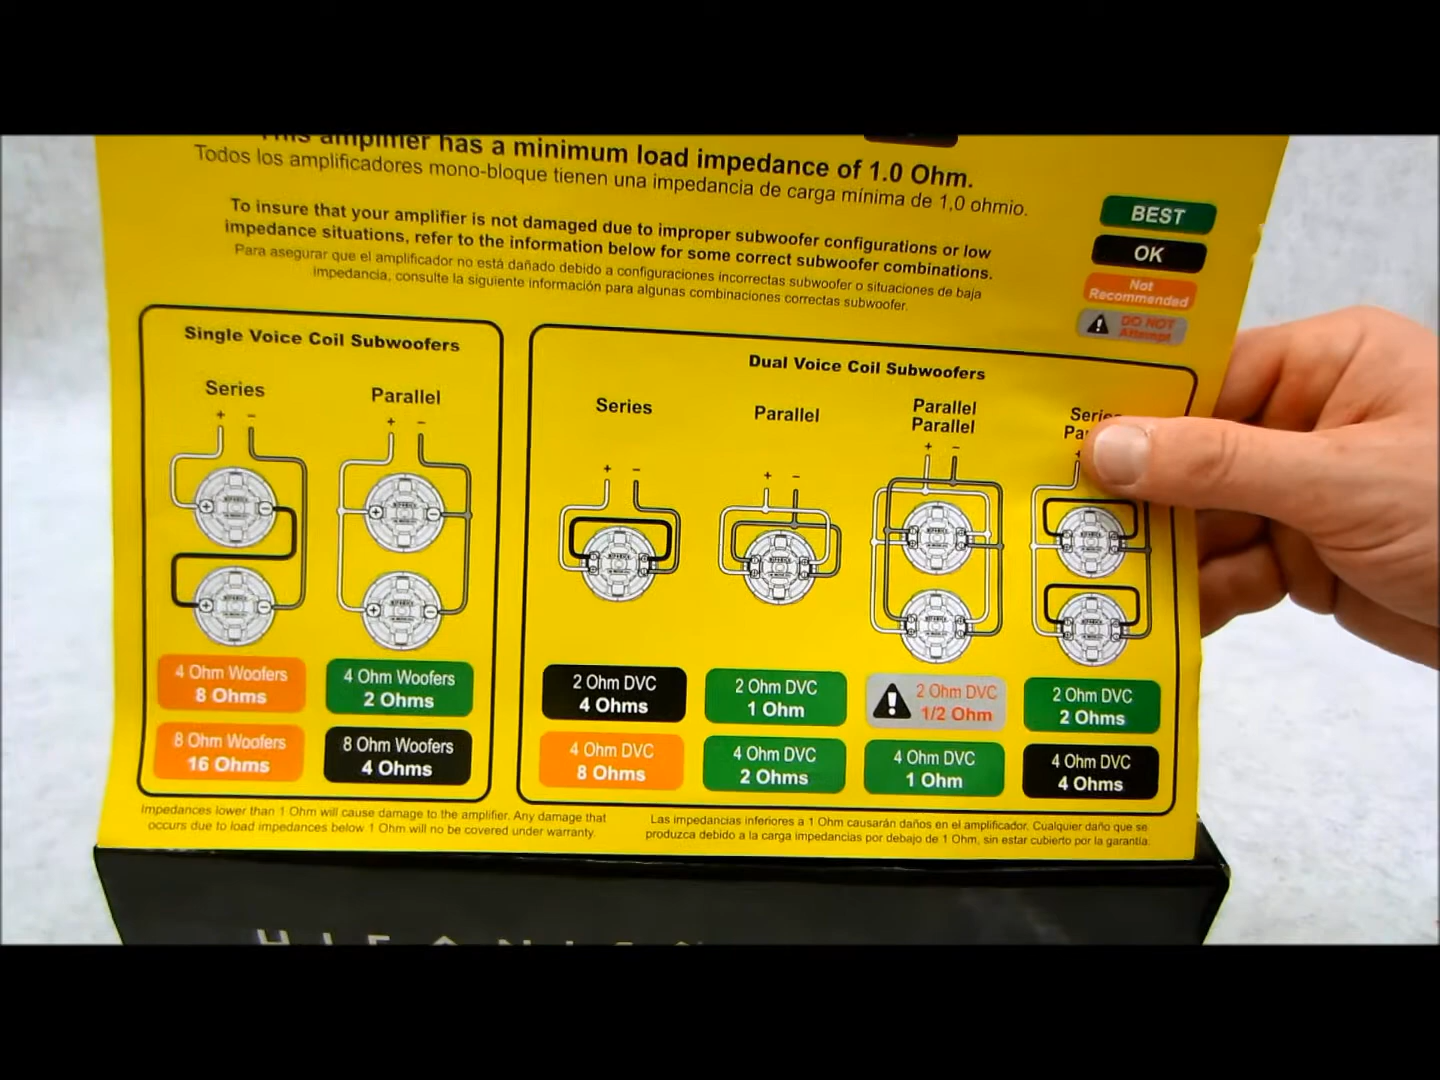 This amplifier has a minimum load impedance of 1.0 Ohm.
Todos los amplificadores mono-bloque tienen una impedancia de carga mínima de 1,0 ohmio.
To insure that your amplifier is not damaged due to improper subwoofer configurations or low
impedance situations, refer to the information below for some correct subwoofer combinations.
Para asegurar que el amplificador no está dañado debido a configuraciones incorrectas subwoofer o situaciones de baja
impedancia, consulte la siguiente información para algunas combinaciones correctas subwoofer.
BEST
OK
Not
Recommended
DO NOT
Attempt
Single Voice Coil Subwoofers
Series
Parallel
+ −
+ −
4 Ohm Woofers
8 Ohms
4 Ohm Woofers
2 Ohms
8 Ohm Woofers
16 Ohms
8 Ohm Woofers
4 Ohms
Dual Voice Coil Subwoofers
Series
Parallel
Parallel
Parallel
Series
+ −
+ −
+ −
+
2 Ohm DVC
4 Ohms
2 Ohm DVC
1 Ohm
2 Ohm DVC
1/2 Ohm
2 Ohm DVC
2 Ohms
4 Ohm DVC
8 Ohms
4 Ohm DVC
2 Ohms
4 Ohm DVC
1 Ohm
4 Ohm DVC
4 Ohms
Impedances lower than 1 Ohm will cause damage to the amplifier. Any damage that
occurs due to load impedances below 1 Ohm will no be covered under warranty.
Las impedancias inferiores a 1 Ohm causarán daños en el amplificador. Cualquier daño que se
produzca debido a la carga impedancias por debajo de 1 Ohm, sin estar cubierto por la garantía.